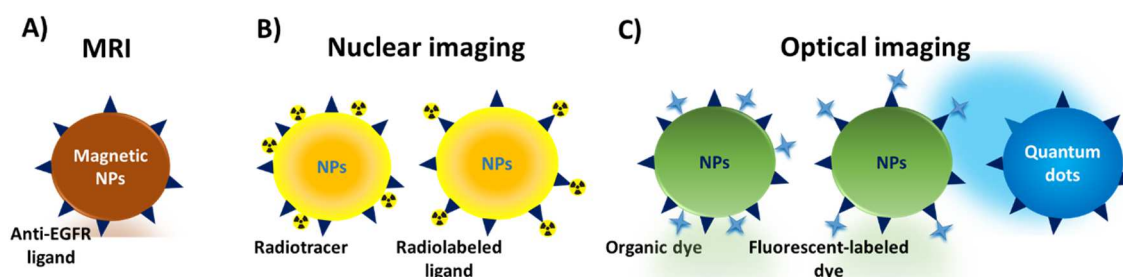 A)
MRI
Magnetic
NPs
Anti-EGFR
ligand
B)
Nuclear imaging
NPs
NPs
Radiotracer
Radiolabeled
ligand
C)
Optical imaging
NPs
NPs
Quantum
dots
Organic dye
Fluorescent-labeled
dye